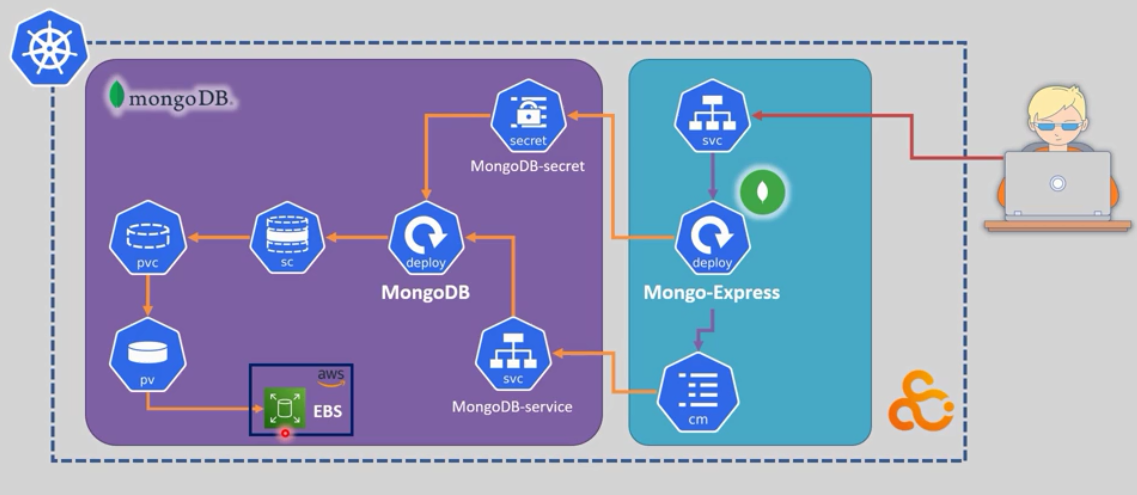 mongoDB.
secret
MongoDB-secret
svc
pvc
sc
deploy
MongoDB
deploy
Mongo-Express
pv
aws
EBS
svc
MongoDB-service
cm